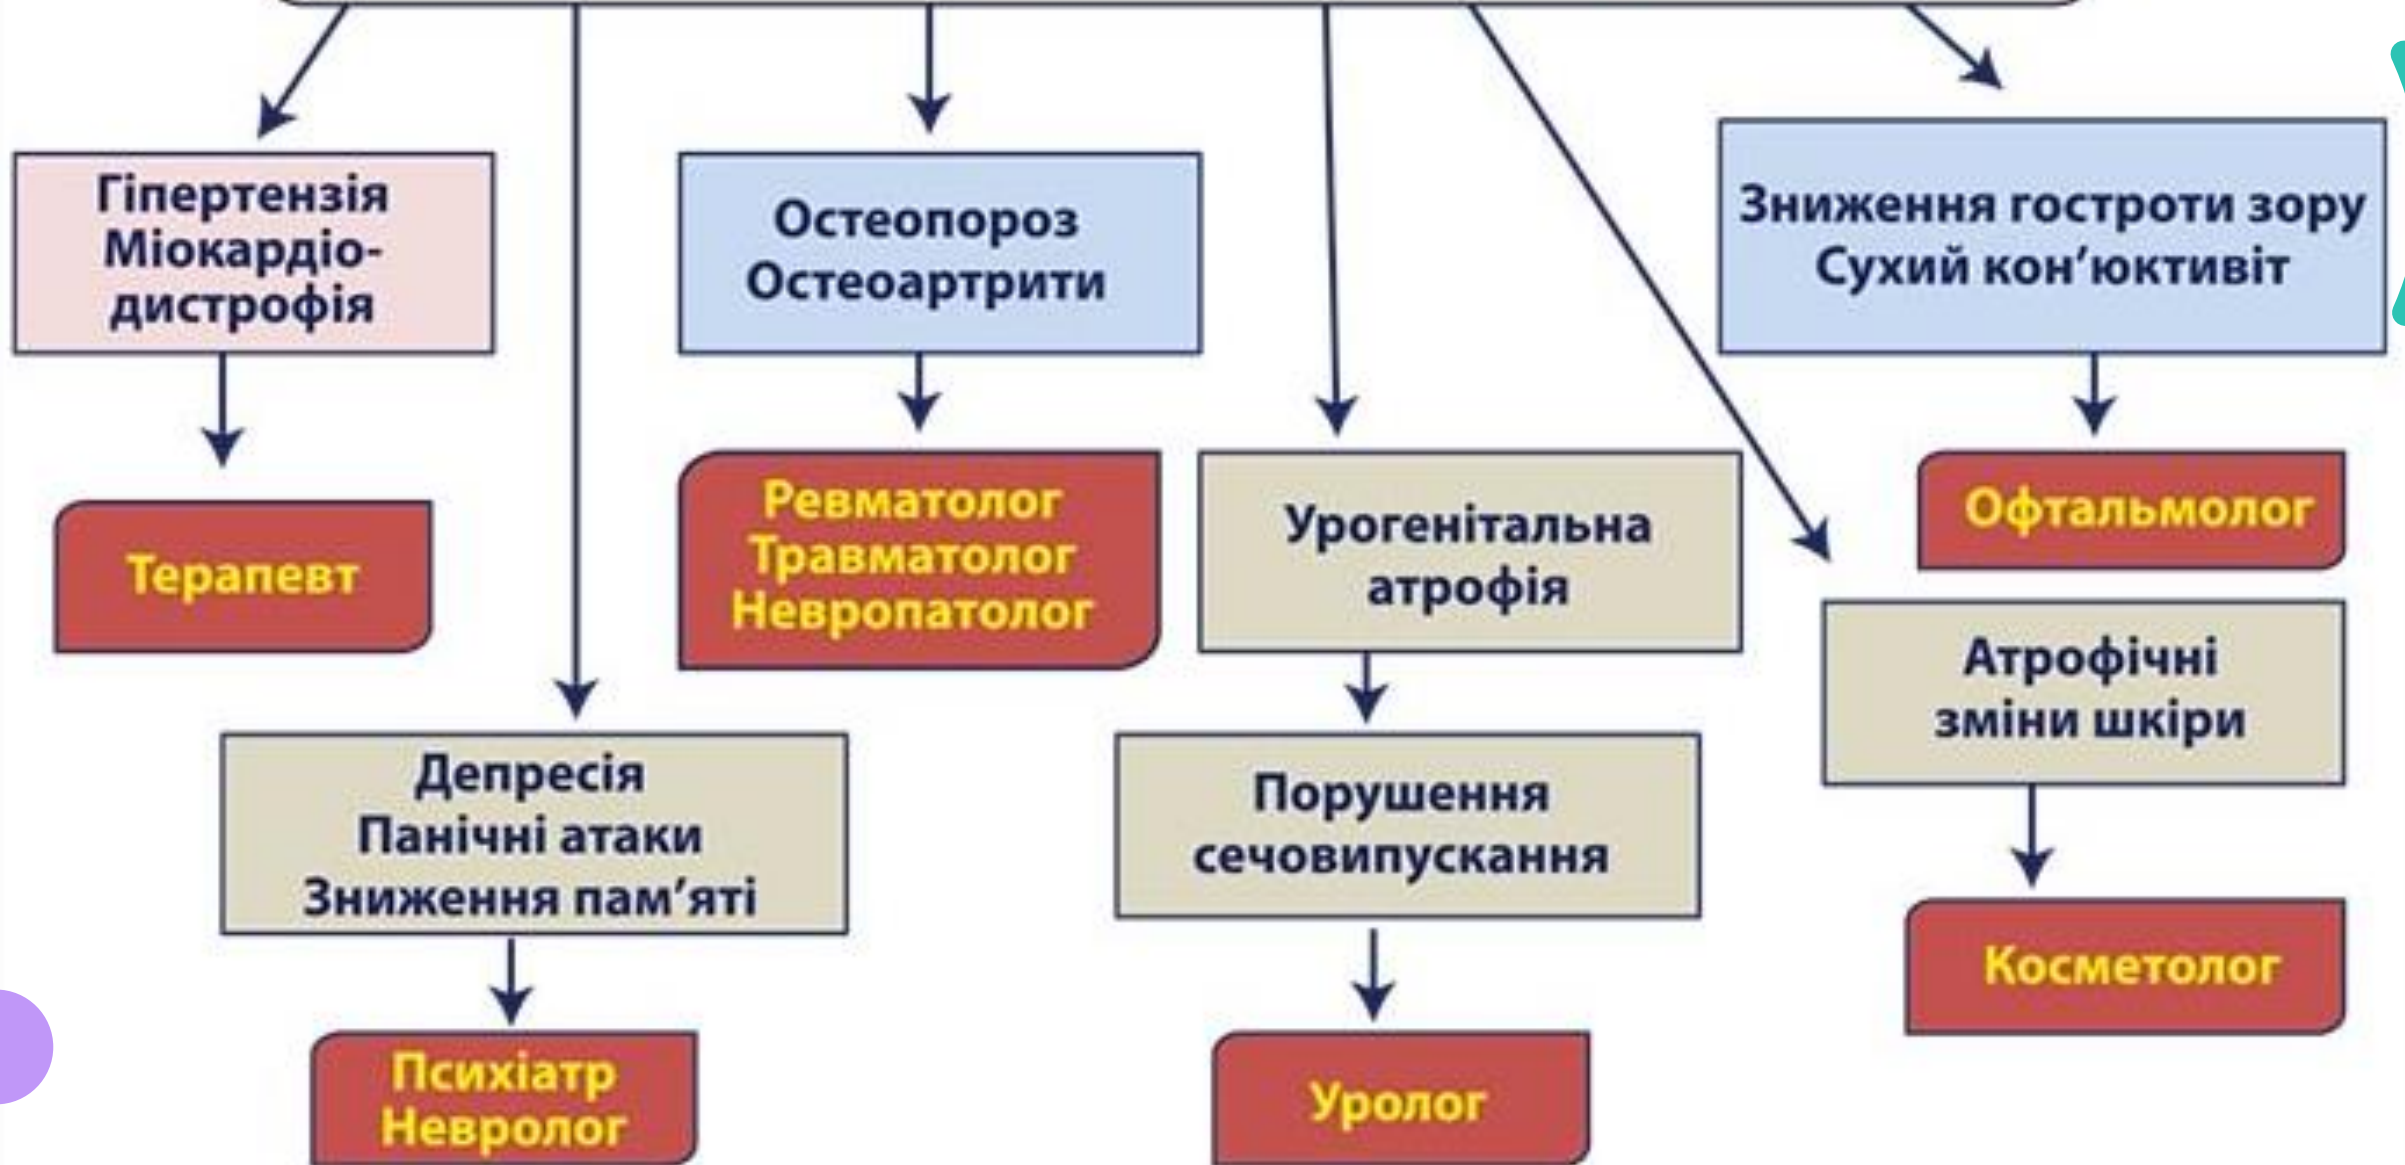 Гіпертензія
Міокардіо-
дистрофія
Терапевт
Депресія
Панічні атаки
Зниження пам’яті
Психіатр
Невролог
Остеопороз
Остеоартрити
Ревматолог
Травматолог
Невропатолог
Урогенітальна
атрофія
Порушення
сечовипускання
Уролог
Зниження гостроти зору
Сухий кон’юктивіт
Офтальмолог
Атрофічні
зміни шкіри
Косметолог